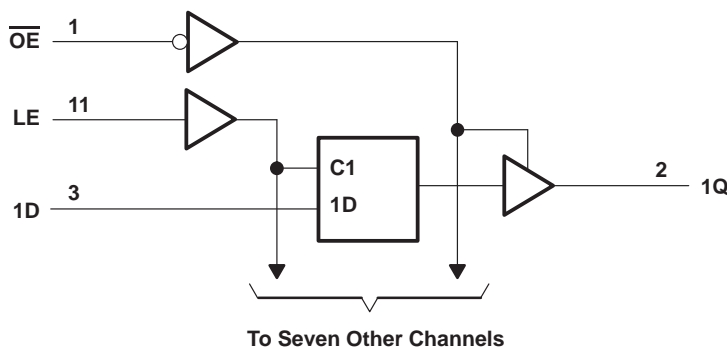 OE 1
LE 11
C1
1D 3 1D
2 1Q
To Seven Other Channels